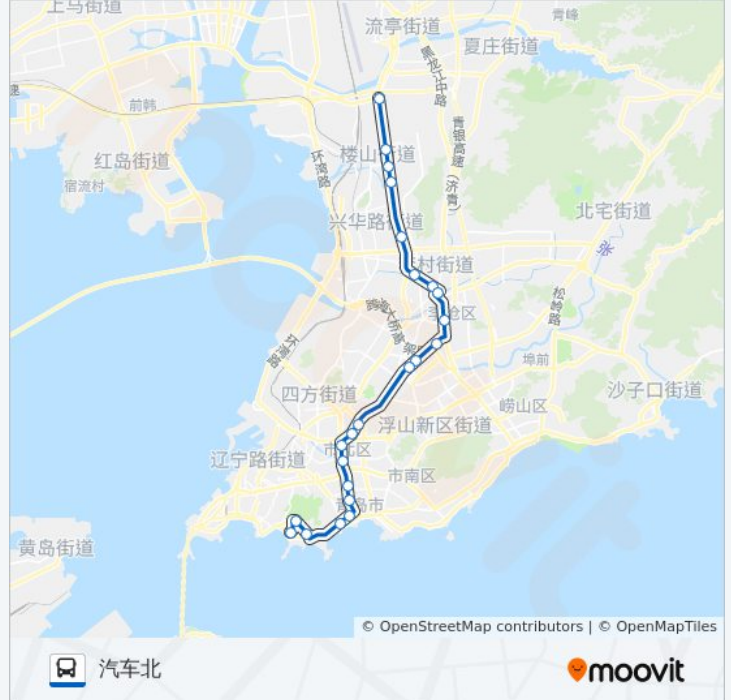 上马街道
流亭街道
青峰
夏庄街道
黑龙江中路
速
前韩
青银高速（济青）
红岛街道
环湾路
楼山街道
宿流村
兴华路街道
北宅街道
张
村街道
松岭路
李沧区
环湾路
埠前
四方街道
沙子口街道
崂山区
浮山新区街道
市北区
辽宁路街道
市南区
青岛市
黄岛街道
© OpenStreetMap contributors | © OpenMapTiles
汽车北
moovit